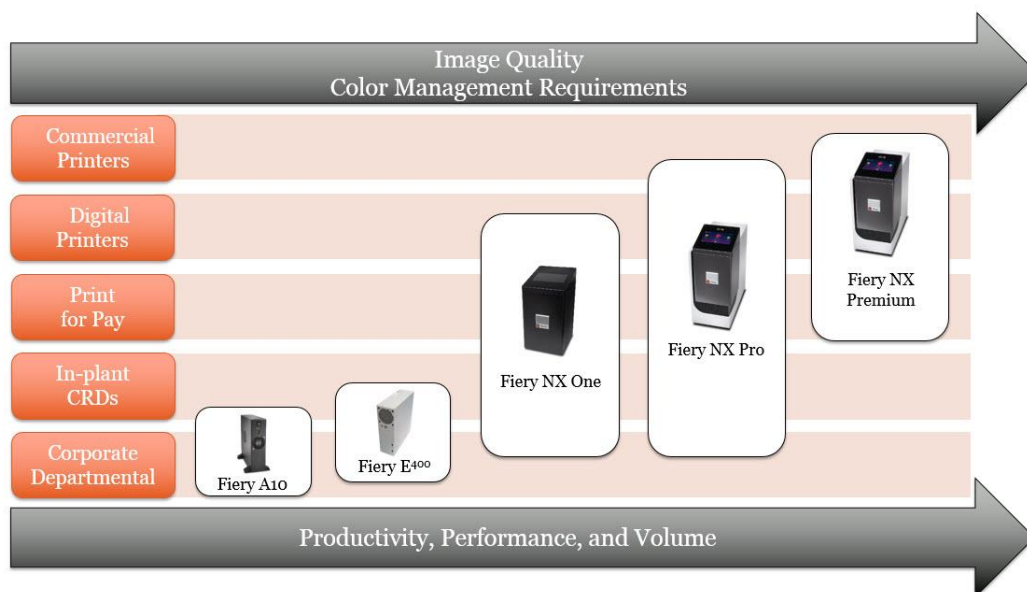 Image Quality
Color Management Requirements
Commercial
Printers
Digital
Printers
Print
for Pay
In-plant
CRDs
Corporate
Departmental
Fiery A10
Fiery E400
Fiery NX One
Fiery NX Pro
Fiery NX
Premium
Productivity, Performance, and Volume